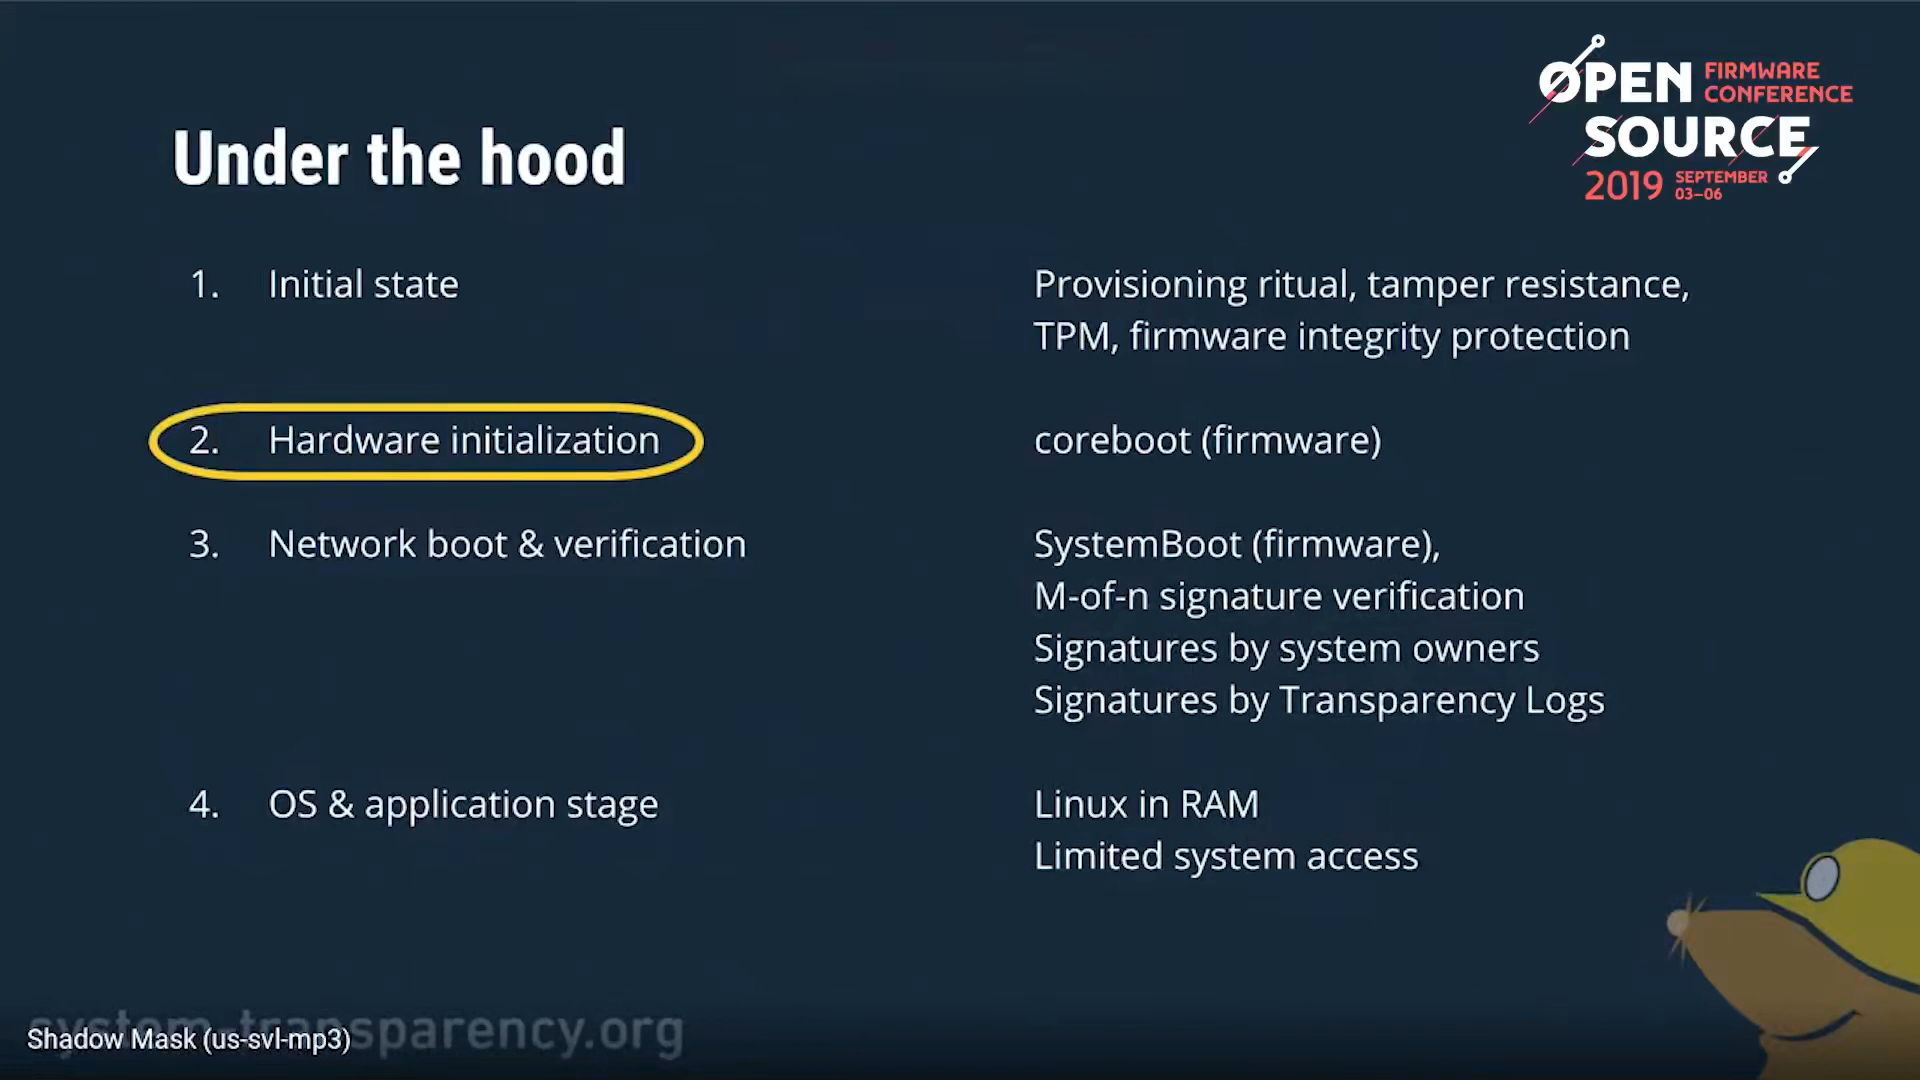 OPEN FIRMWARE
CONFERENCE
SOURCE
2019 SEPTEMBER
03–06
Under the hood
1. Initial state
Provisioning ritual, tamper resistance,
TPM, firmware integrity protection
2. Hardware initialization
coreboot (firmware)
3. Network boot & verification
SystemBoot (firmware),
M-of-n signature verification
Signatures by system owners
Signatures by Transparency Logs
4. OS & application stage
Linux in RAM
Limited system access
system-transparency.org
Shadow Mask (us-svl-mp3)